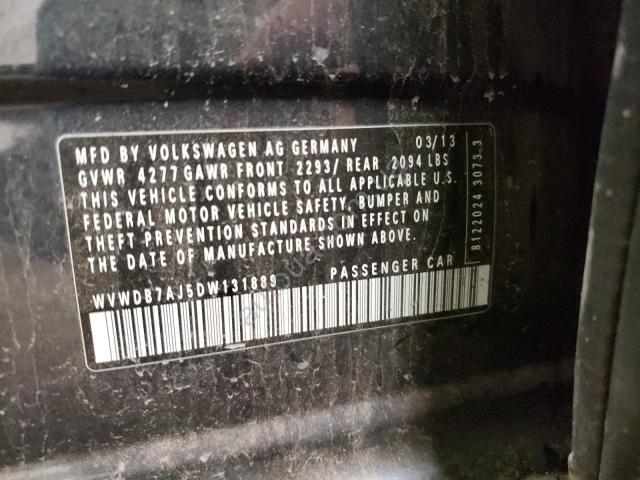 MFD BY VOLKSWAGEN AG GERMANY 03/13
GVWR 4277 GAWR FRONT 2293/ REAR 2094 LBS
THIS VEHICLE CONFORMS TO ALL APPLICABLE U.S.
FEDERAL MOTOR VEHICLE SAFETY, BUMPER AND
THEFT PREVENTION STANDARDS IN EFFECT ON
THE DATE OF MANUFACTURE SHOWN ABOVE.
WVWDB7AJ5DW131889 PASSENGER CAR
8122024 3073.3